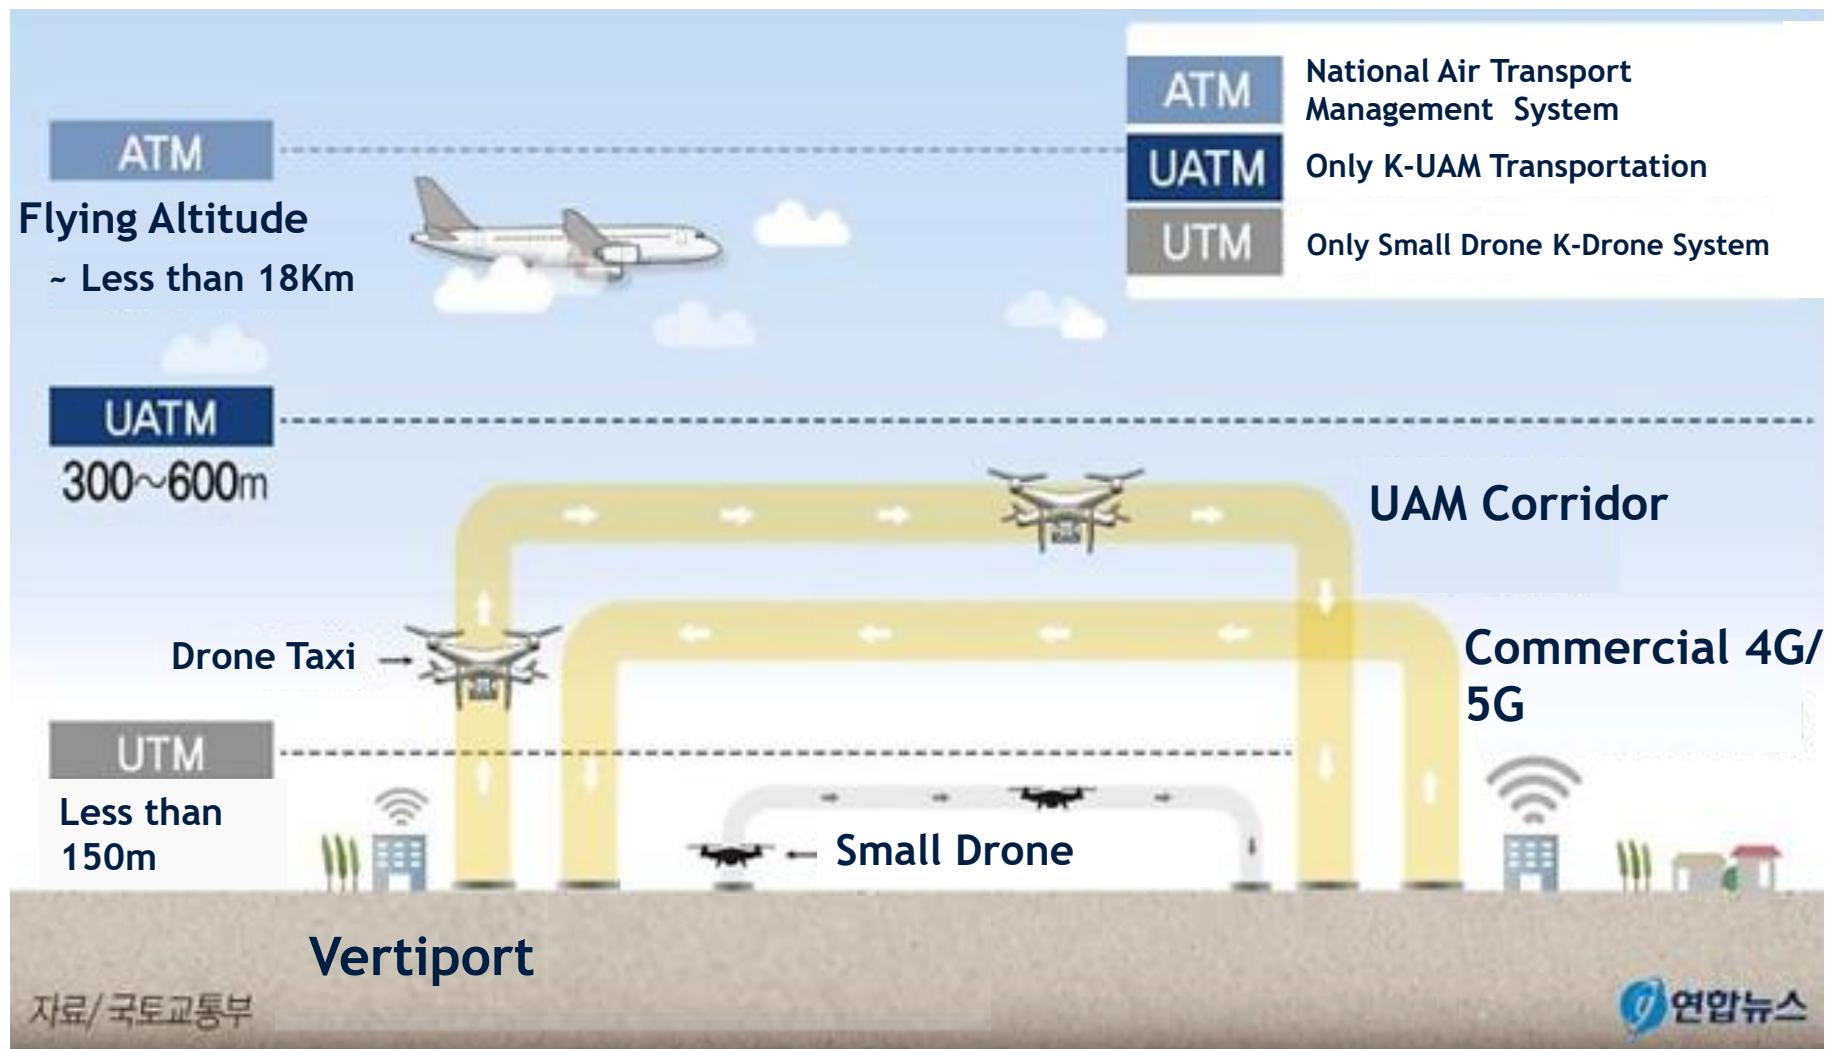 ATM
National Air Transport
Management System
UATM
Only K-UAM Transportation
UTM
Only Small Drone K-Drone System
ATM
Flying Altitude
~ Less than 18Km
UATM
300~600m
UAM Corridor
Drone Taxi
Commercial 4G/
5G
UTM
Less than
150m
Small Drone
Vertiport
자료/국토교통부
연합뉴스